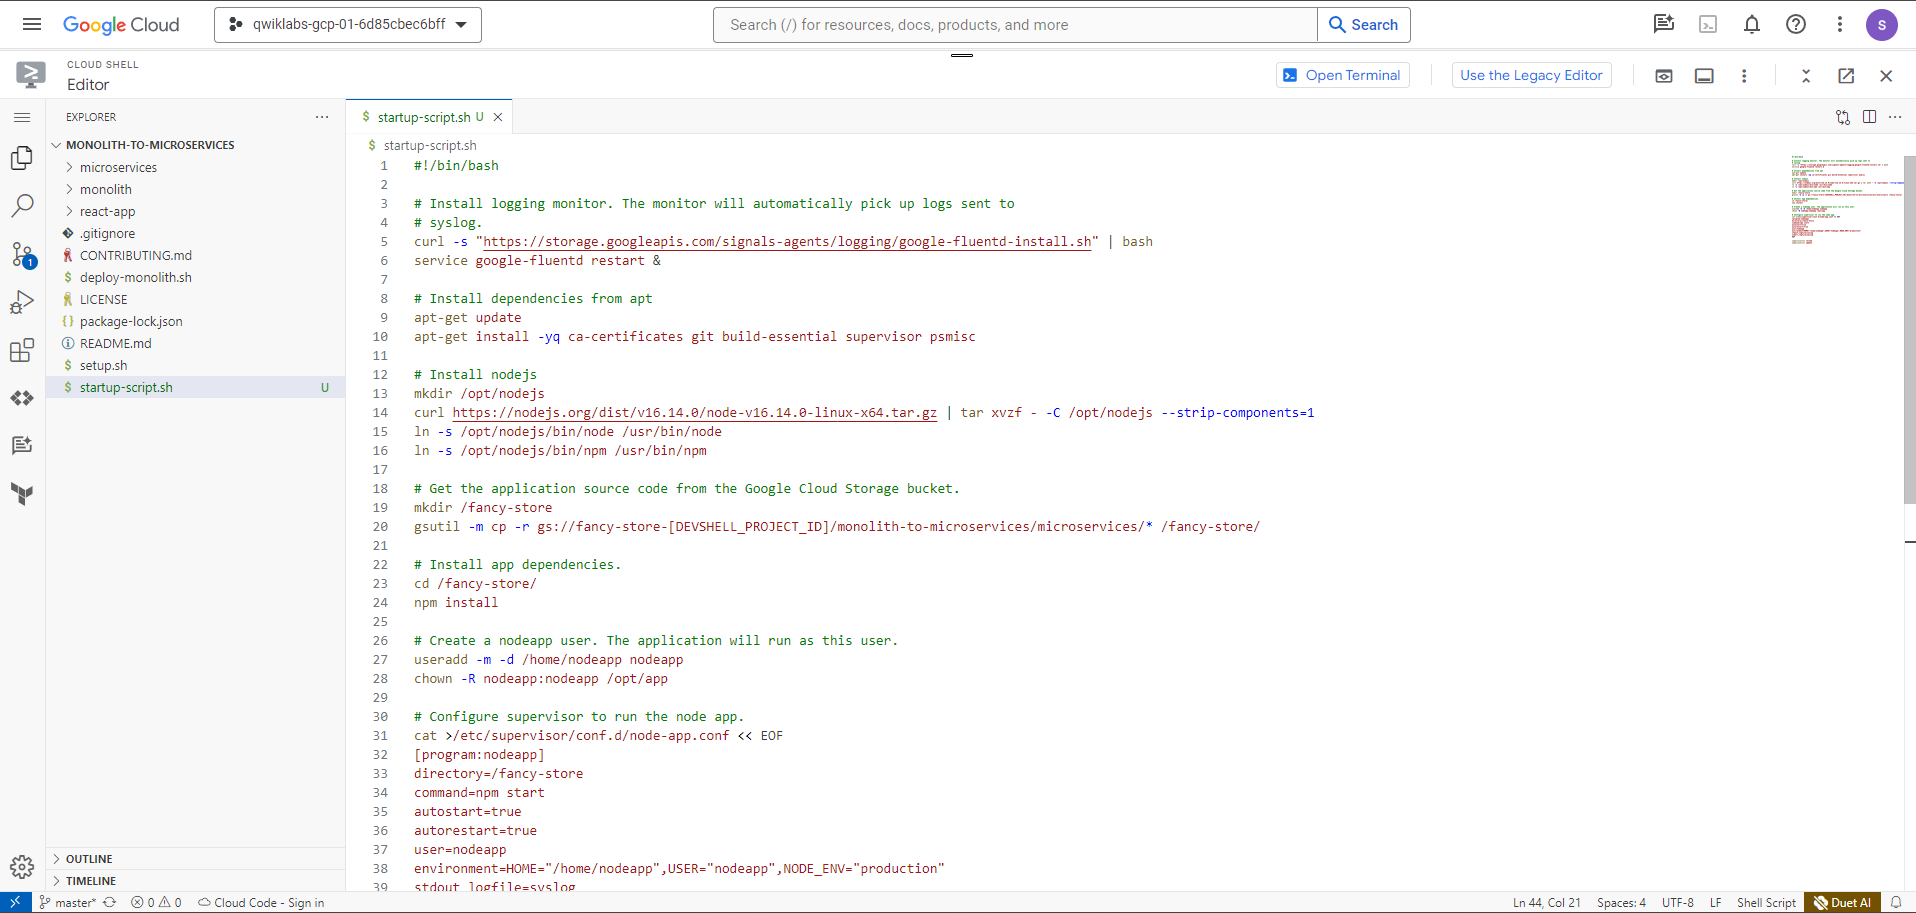 Google Cloud
qwiklabs-gcp-01-6d85cbec6bff
Search (/) for resources, docs, products, and more
Search
S
CLOUD SHELL
Editor
Open Terminal
Use the Legacy Editor
EXPLORER
startup-script.sh U
MONOLITH-TO-MICROSERVICES
microservices
monolith
react-app
.gitignore
CONTRIBUTING.md
$ deploy-monolith.sh
LICENSE
{} package-lock.json
README.md
$ setup.sh
$ startup-script.sh U
1
OUTLINE
TIMELINE
$ startup-script.sh
1 #!/bin/bash
2
3 # Install logging monitor. The monitor will automatically pick up logs sent to
4 # syslog.
5 curl -s "https://storage.googleapis.com/signals-agents/logging/google-fluentd-install.sh" | bash
6 service google-fluentd restart &
7
8 # Install dependencies from apt
9 apt-get update
10 apt-get install -yq ca-certificates git build-essential supervisor psmisc
11
12 # Install nodejs
13 mkdir /opt/nodejs
14 curl https://nodejs.org/dist/v16.14.0/node-v16.14.0-linux-x64.tar.gz | tar xvzf - -C /opt/nodejs --strip-components=1
15 ln -s /opt/nodejs/bin/node /usr/bin/node
16 ln -s /opt/nodejs/bin/npm /usr/bin/npm
17
18 # Get the application source code from the Google Cloud Storage bucket.
19 mkdir /fancy-store
20 gsutil -m cp -r gs://fancy-store-[DEVSHELL_PROJECT_ID]/monolith-to-microservices/microservices/* /fancy-store/
21
22 # Install app dependencies.
23 cd /fancy-store/
24 npm install
25
26 # Create a nodeapp user. The application will run as this user.
27 useradd -m -d /home/nodeapp nodeapp
28 chown -R nodeapp:nodeapp /opt/app
29
30 # Configure supervisor to run the node app.
31 cat >/etc/supervisor/conf.d/node-app.conf << EOF
32 [program:nodeapp]
33 directory=/fancy-store
34 command=npm start
35 autostart=true
36 autorestart=true
37 user=nodeapp
38 environment=HOME="/home/nodeapp",USER="nodeapp",NODE_ENV="production"
39 stdout_logfile=syslog
master* 0 0 Cloud Code - Sign in
Ln 44, Col 21 Spaces: 4 UTF-8 LF Shell Script Duet AI